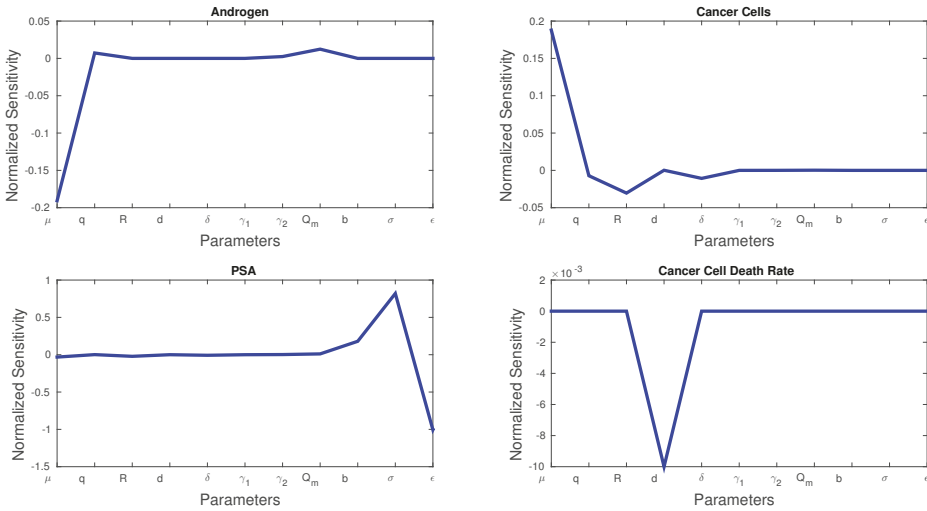 Androgen
0.05
0
-0.05
-0.1
-0.15
-0.2
Normalized Sensitivity
μ q R d δ γ1 γ2 Qm b σ ϵ
Parameters
Cancer Cells
0.2
0.15
0.1
0.05
0
-0.05
Normalized Sensitivity
μ q R d δ γ1 γ2 Qm b σ ϵ
Parameters
PSA
1
0.5
0
-0.5
-1
-1.5
Normalized Sensitivity
μ q R d δ γ1 γ2 Qm b σ ϵ
Parameters
Cancer Cell Death Rate
× 10-3
2
0
-2
-4
-6
-8
-10
Normalized Sensitivity
μ q R d δ γ1 γ2 Qm b σ ϵ
Parameters